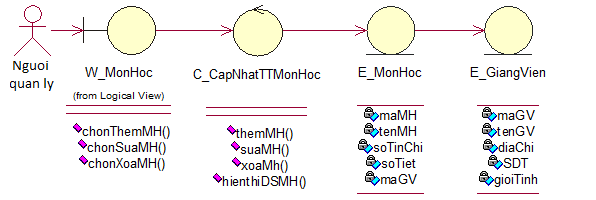 Nguoi
quan ly
W_MonHoc
(from Logical View)
chonThemMH()
chonSuaMH()
chonXoaMH()
C_CapNhatTTMonHoc
themMH()
suaMH()
xoaMh()
hienthiDSMH()
E_MonHoc
maMH
tenMH
soTinChi
soTiet
maGV
E_GiangVien
maGV
tenGV
diaChi
SDT
gioiTinh